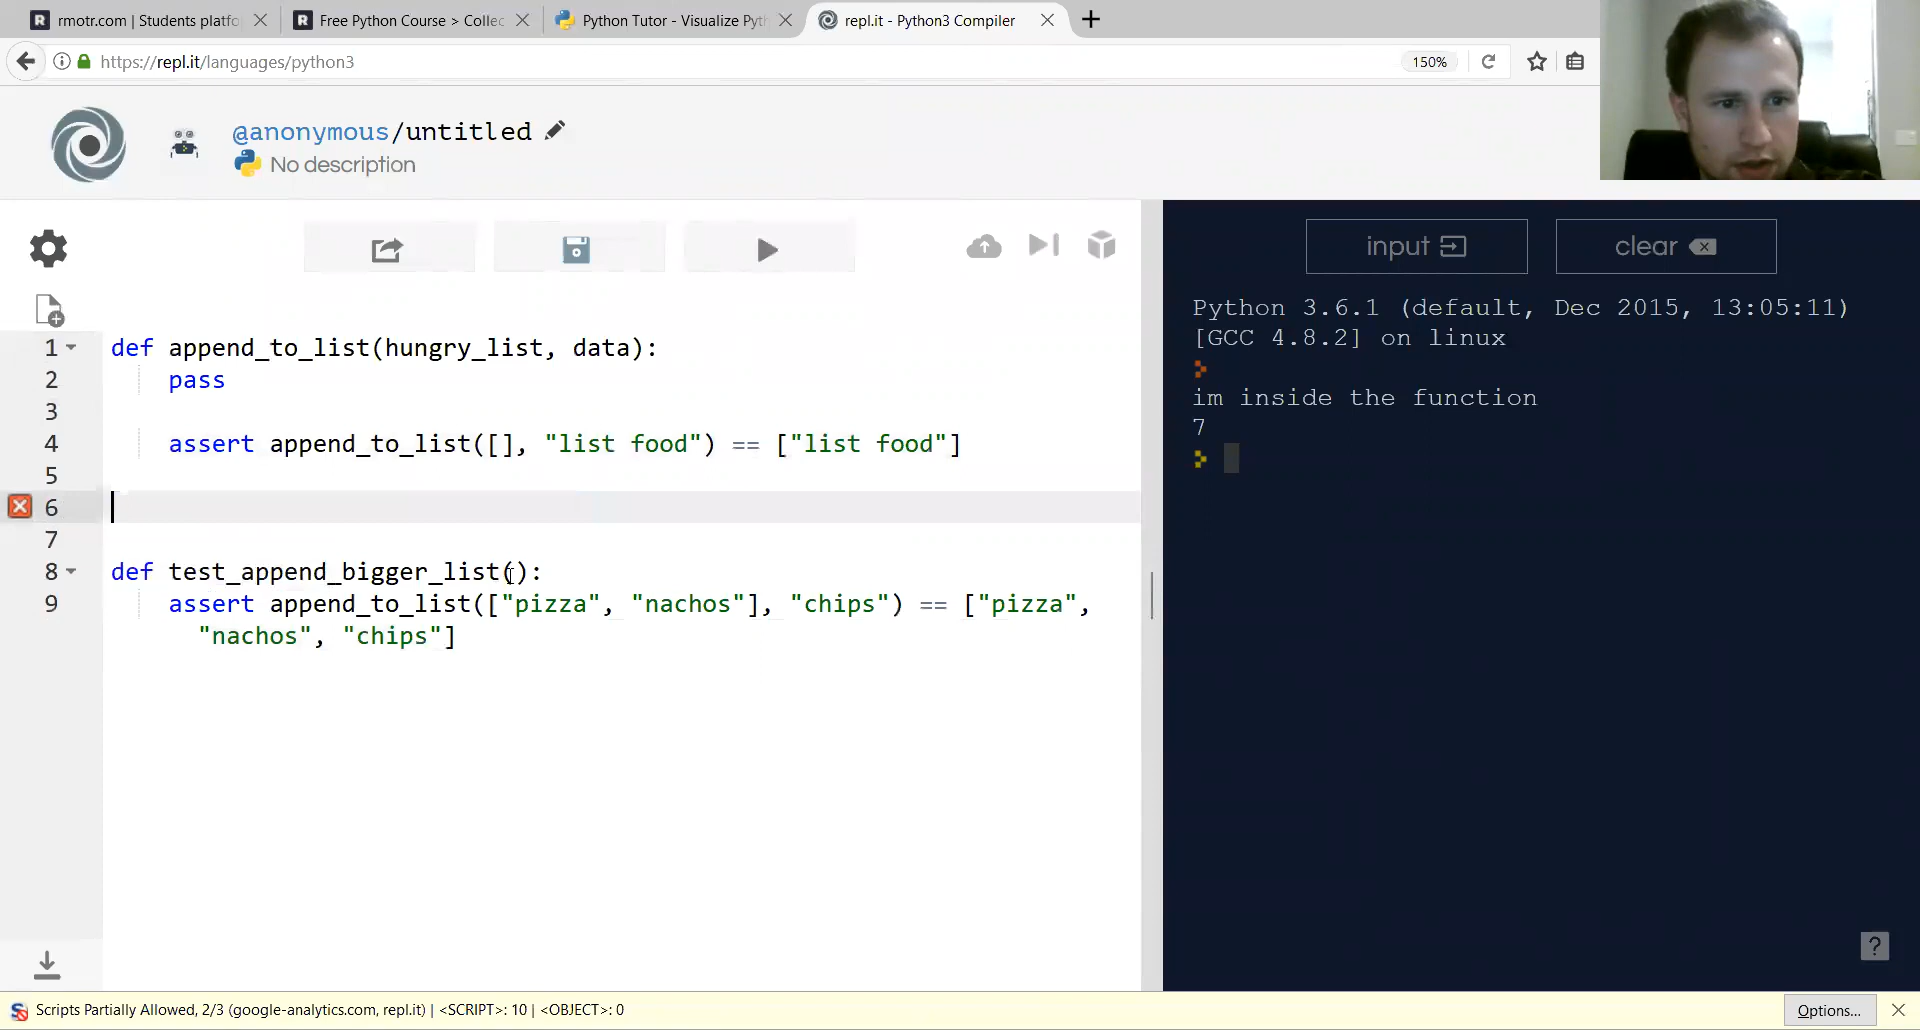 rmotr.com | Students platfo
Free Python Course > Collec
Python Tutor - Visualize Pyth
repl.it - Python3 Compiler
https://repl.it/languages/python3
150%
@anonymous/untitled
No description
input
clear
1 def append_to_list(hungry_list, data):
2 pass
3
4 assert append_to_list([], "list food") == ["list food"]
5
6
7
8 def test_append_bigger_list():
9 assert append_to_list(["pizza", "nachos"], "chips") == ["pizza",
"nachos", "chips"]
Python 3.6.1 (default, Dec 2015, 13:05:11)
[GCC 4.8.2] on linux
im inside the function
7
?
Scripts Partially Allowed, 2/3 (google-analytics.com, repl.it) | <SCRIPT>: 10 | <OBJECT>: 0
Options...